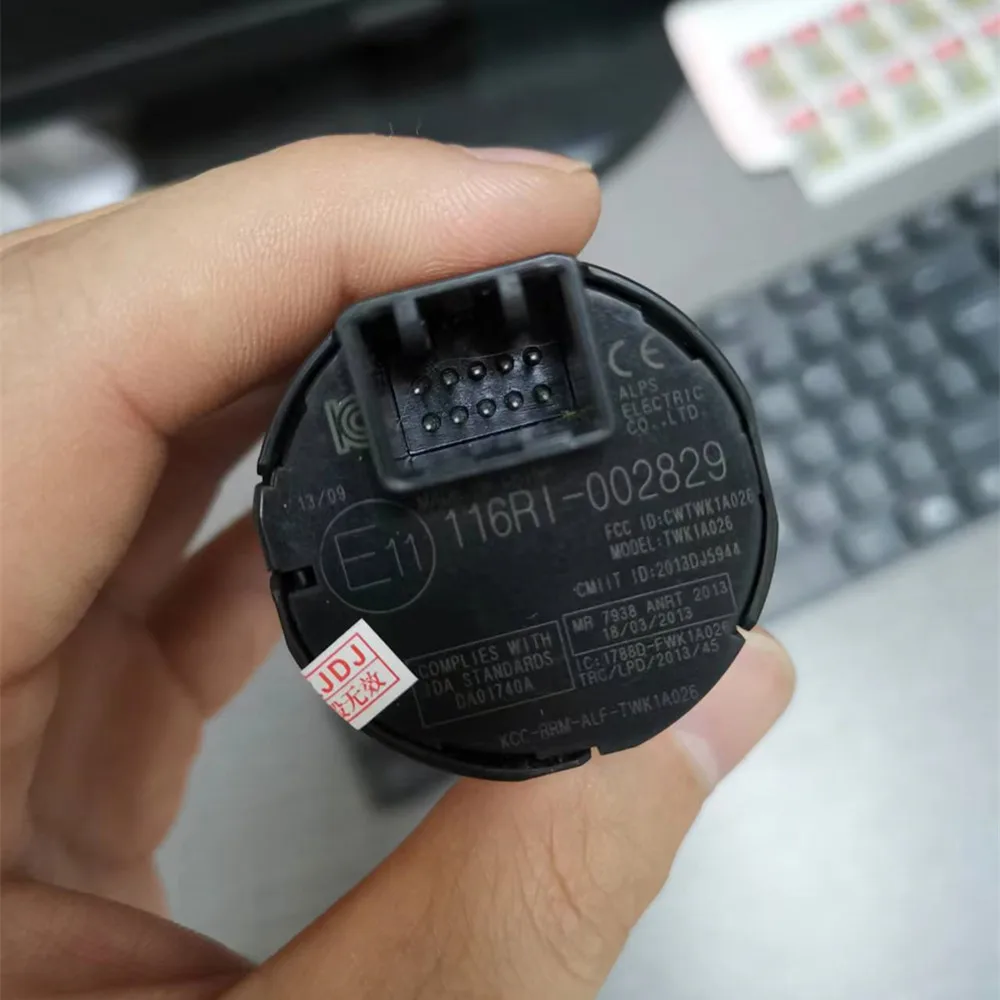 CE
ALPS
ELECTRIC
CO.,LTD.
13/09
E11
116RI-002829
FCC ID:CWTWK1A026
MODEL:TWK1A026
CMIIT ID:2013DJ5944
MR 7938 ANRT 2013
18/03/2013
IC:1788D-FWK1A026
TRC/LPD/2013/45
COMPLIES WITH
IDA STANDARDS
DA01740A
KCC-RRM-ALF-TWK1A026
JDJ
无效